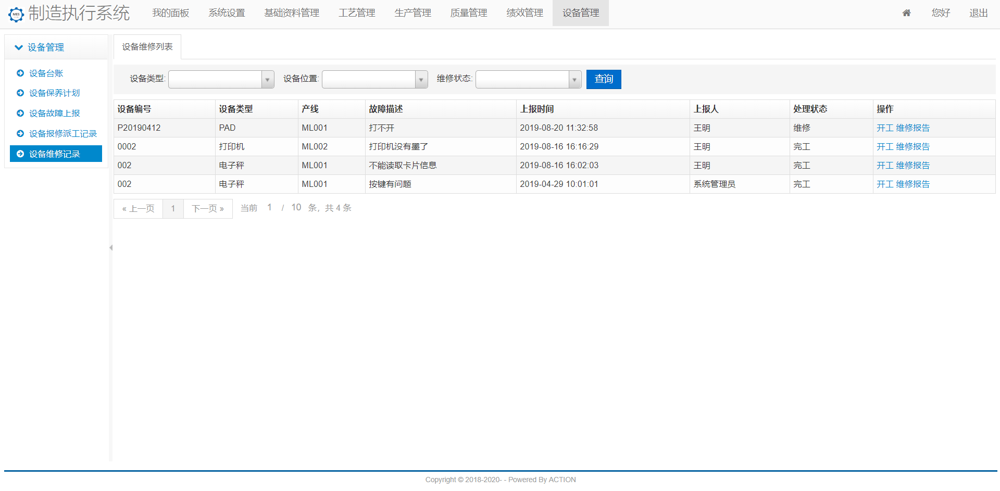 MES 制造执行系统 我的面板 系统设置 基础资料管理 工艺管理 生产管理 质量管理 绩效管理 设备管理 您好 退出
设备管理
设备台账
设备保养计划
设备故障上报
设备报修派工记录
设备维修记录
设备维修列表
设备类型: 设备位置: 维修状态: 查询
设备编号 设备类型 产线 故障描述 上报时间 上报人 处理状态 操作
P20190412 PAD ML001 打不开 2019-08-20 11:32:58 王明 维修 开工 维修报告
0002 打印机 ML002 打印机没有墨了 2019-08-16 16:16:29 王明 完工 开工 维修报告
002 电子秤 ML001 不能读取卡片信息 2019-08-16 16:02:03 王明 完工 开工 维修报告
002 电子秤 ML001 按键有问题 2019-04-29 10:01:01 系统管理员 完工 开工 维修报告
« 上一页 1 下一页 » 当前 1 / 10 条，共 4 条
Copyright © 2018-2020- - Powered By ACTION